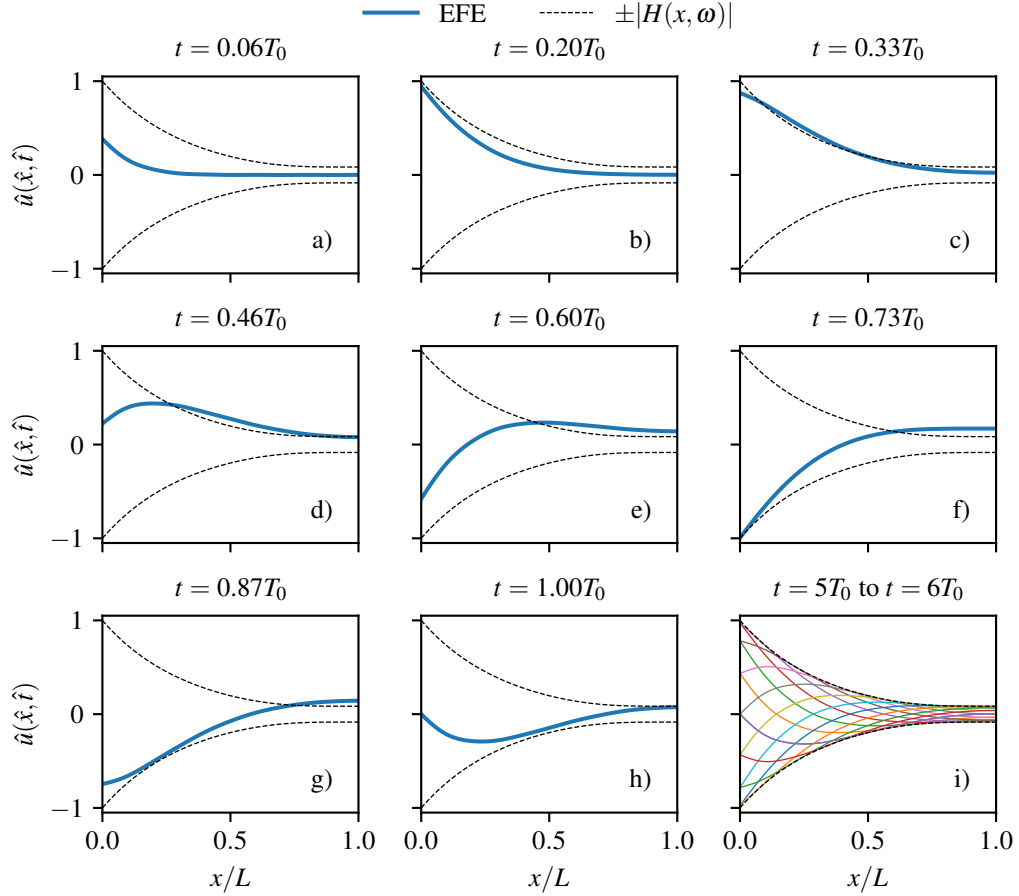 EFE ±|H(x, ω)|
t = 0.06T₀ t = 0.20T₀ t = 0.33T₀
û(x̂, t̂)
1
0
−1
a) b) c)
t = 0.46T₀ t = 0.60T₀ t = 0.73T₀
û(x̂, t̂)
1
0
−1
d) e) f)
t = 0.87T₀ t = 1.00T₀ t = 5T₀ to t = 6T₀
û(x̂, t̂)
1
0
−1
g) h) i)
0.0 0.5 1.0 0.0 0.5 1.0 0.0 0.5 1.0
x/L x/L x/L